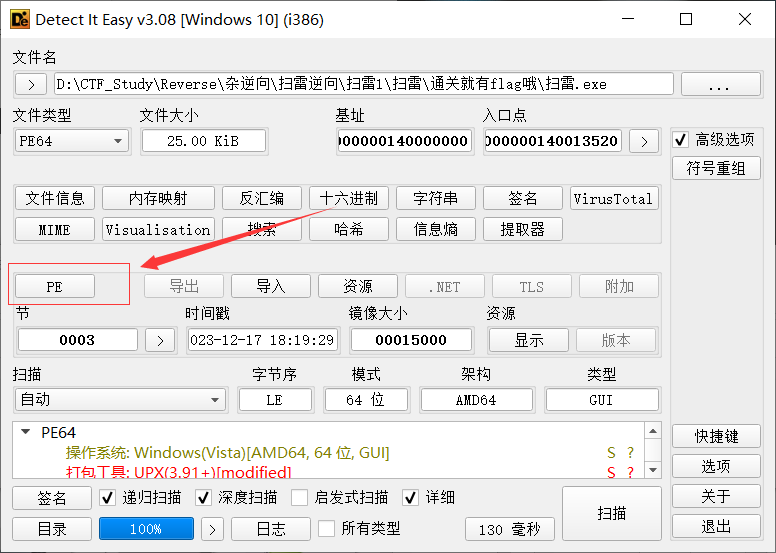 Detect It Easy v3.08 [Windows 10] (i386)
文件名
> D:\CTF_Study\Reverse\杂逆向\扫雷逆向\扫雷1\扫雷\通关就有flag哦\扫雷.exe ...
文件类型 文件大小 基址 入口点
PE64 25.00 KiB 000000140000000 000000140013520 > 高级选项
符号重组
文件信息 内存映射 反汇编 十六进制 字符串 签名 VirusTotal
MIME Visualisation 搜索 哈希 信息熵 提取器
PE 导出 导入 资源 .NET TLS 附加
节 时间戳 镜像大小 资源
0003 > 023-12-17 18:19:29 00015000 显示 版本
扫描 字节序 模式 架构 类型
自动 LE 64 位 AMD64 GUI
PE64
操作系统: Windows(Vista)[AMD64, 64 位, GUI] S ?
打包工具: UPX(3.91+)[modified] S ?
快捷键
选项
签名 递归扫描 深度扫描 启发式扫描 详细 扫描 关于
目录 100% > 日志 所有类型 130 毫秒 退出